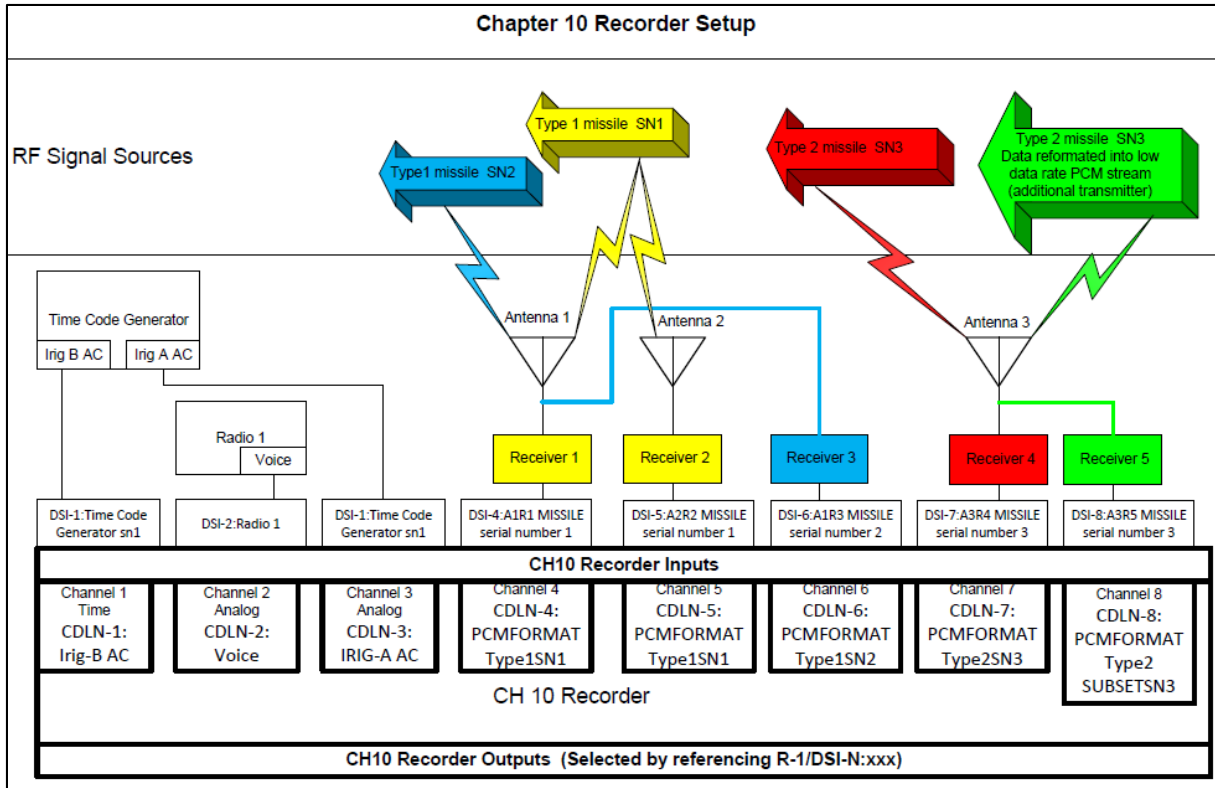 Chapter 10 Recorder Setup
RF Signal Sources
Type1 missile SN2
Type 1 missile SN1
Type 2 missile SN3
Type 2 missile SN3
Data reformated into low
data rate PCM stream
(additional transmitter)
Time Code Generator
Irig B AC
Irig A AC
Radio 1
Voice
Antenna 1
Antenna 2
Antenna 3
Receiver 1
Receiver 2
Receiver 3
Receiver 4
Receiver 5
DSI-1:Time Code
Generator sn1
DSI-2:Radio 1
DSI-1:Time Code
Generator sn1
DSI-4:A1R1 MISSILE
serial number 1
DSI-5:A2R2 MISSILE
serial number 1
DSI-6:A1R3 MISSILE
serial number 2
DSI-7:A3R4 MISSILE
serial number 3
DSI-8:A3R5 MISSILE
serial number 3
CH10 Recorder Inputs
Channel 1
Time
CDLN-1:
Irig-B AC
Channel 2
Analog
CDLN-2:
Voice
Channel 3
Analog
CDLN-3:
IRIG-A AC
Channel 4
CDLN-4:
PCMFORMAT
Type1SN1
Channel 5
CDLN-5:
PCMFORMAT
Type1SN1
Channel 6
CDLN-6:
PCMFORMAT
Type1SN2
Channel 7
CDLN-7:
PCMFORMAT
Type2SN3
Channel 8
CDLN-8:
PCMFORMAT
Type2
SUBSETSN3
CH 10 Recorder
CH10 Recorder Outputs (Selected by referencing R-1/DSI-N:xxx)